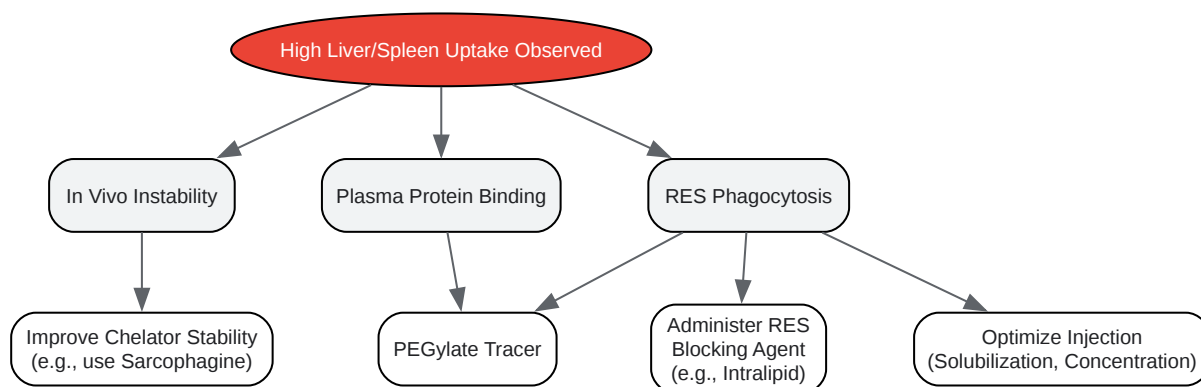 High Liver/Spleen Uptake Observed
In Vivo Instability
Plasma Protein Binding
RES Phagocytosis
Improve Chelator Stability
(e.g., use Sarcophagine)
PEGylate Tracer
Administer RES
Blocking Agent
(e.g., Intralipid)
Optimize Injection
(Solubilization, Concentration)